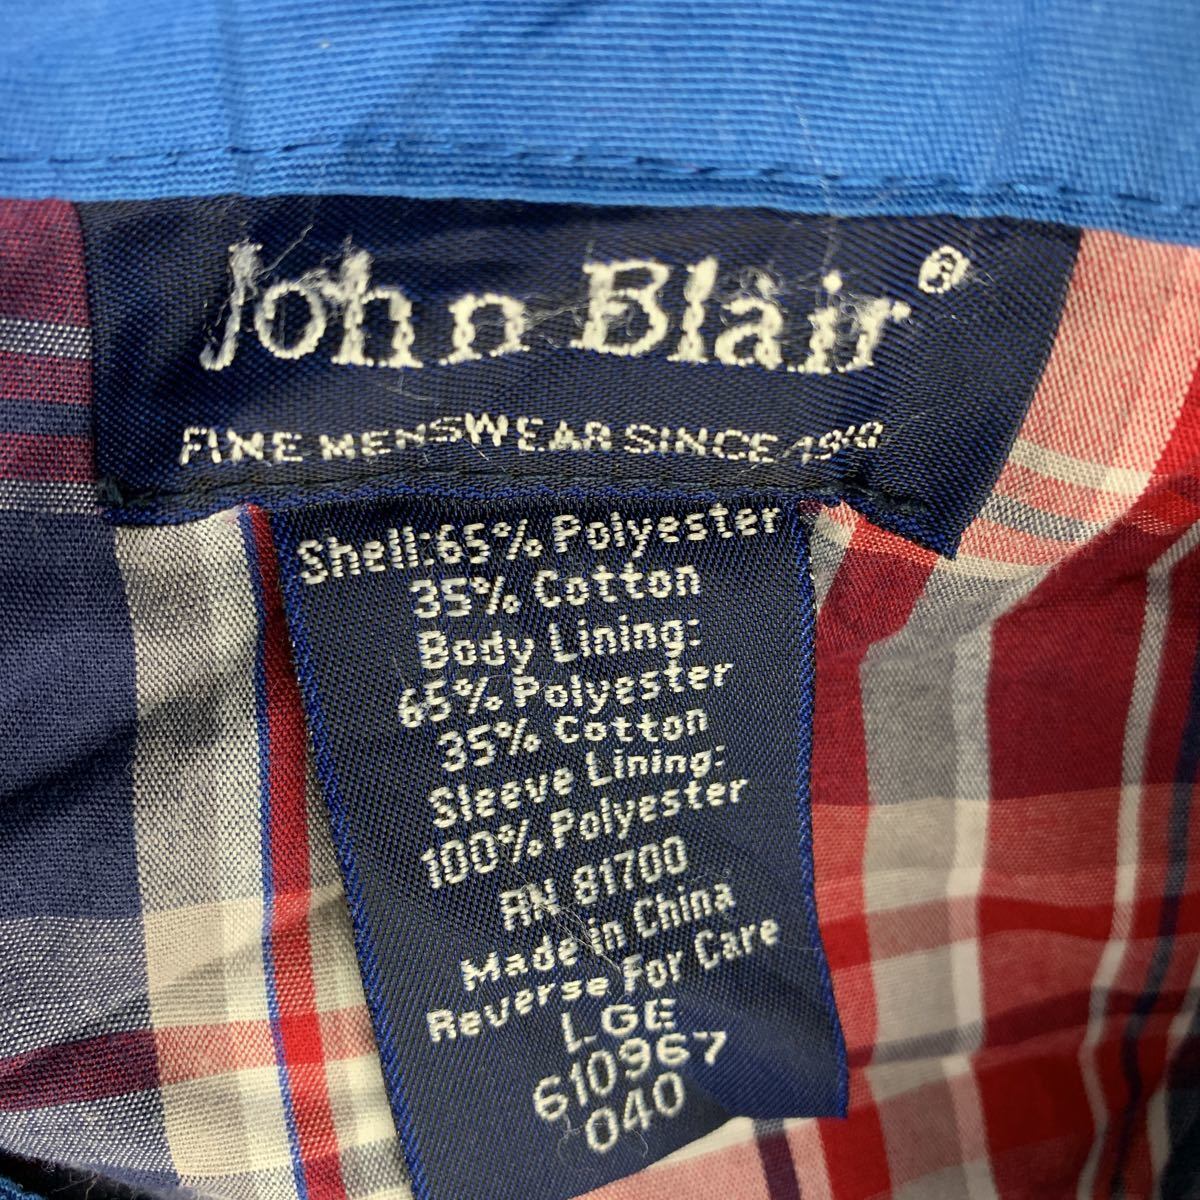 John Blair®
FINE MENSWEAR SINCE
Shell:65% Polyester
35% Cotton
Body Lining:
65% Polyester
35% Cotton
Sleeve Lining:
100% Polyester
RN 81700
Made in China
Reverse For Care
LGE
610967
040